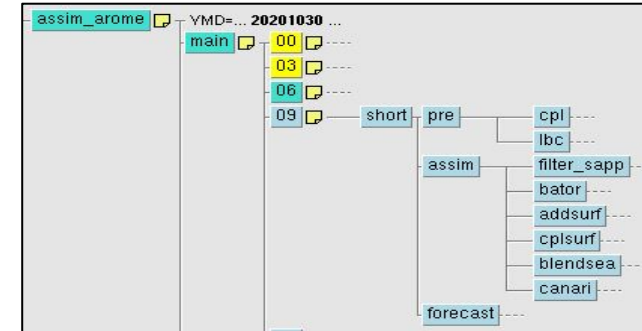 assim_arome YMD=... 20201030 ...
main 00
03
06
09 short pre cpl
lbc
assim filter_sapp
bator
addsurf
cplsurf
blendsea
canari
forecast